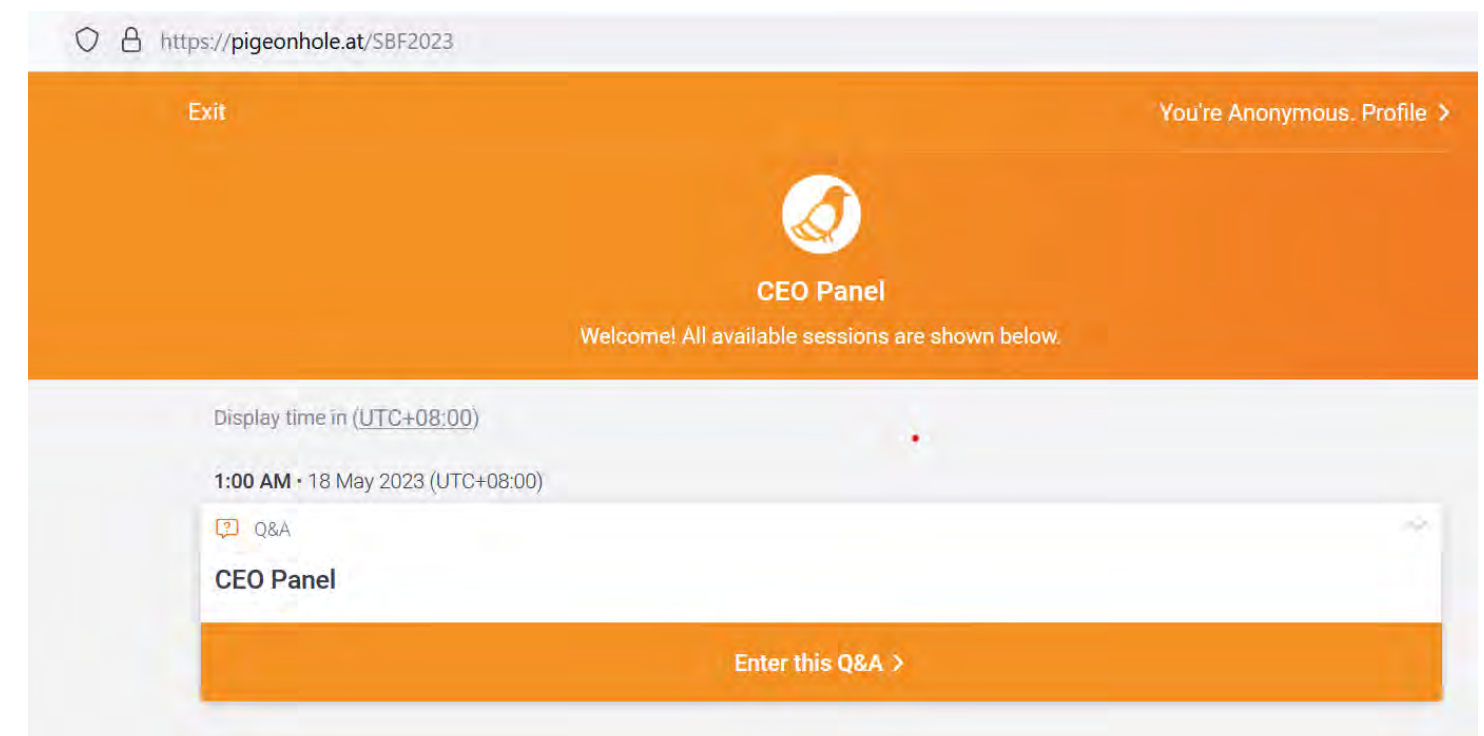 https://pigeonhole.at/SBF2023
Exit
You're Anonymous. Profile >
CEO Panel
Welcome! All available sessions are shown below.
Display time in (UTC+08:00)
1:00 AM • 18 May 2023 (UTC+08:00)
Q&A
CEO Panel
Enter this Q&A >